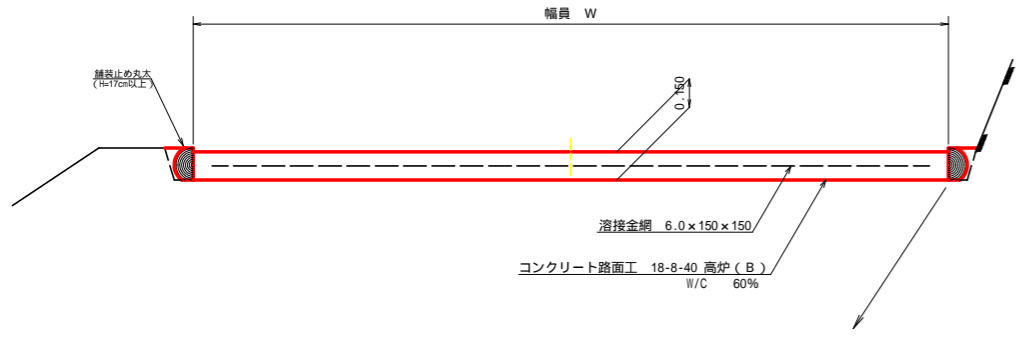 幅員　W
舗装止め丸太
（H=17cm以上）
0.150
溶接金網　6.0×150×150
コンクリート路面工　18-8-40 高炉（B）
W/C　60%